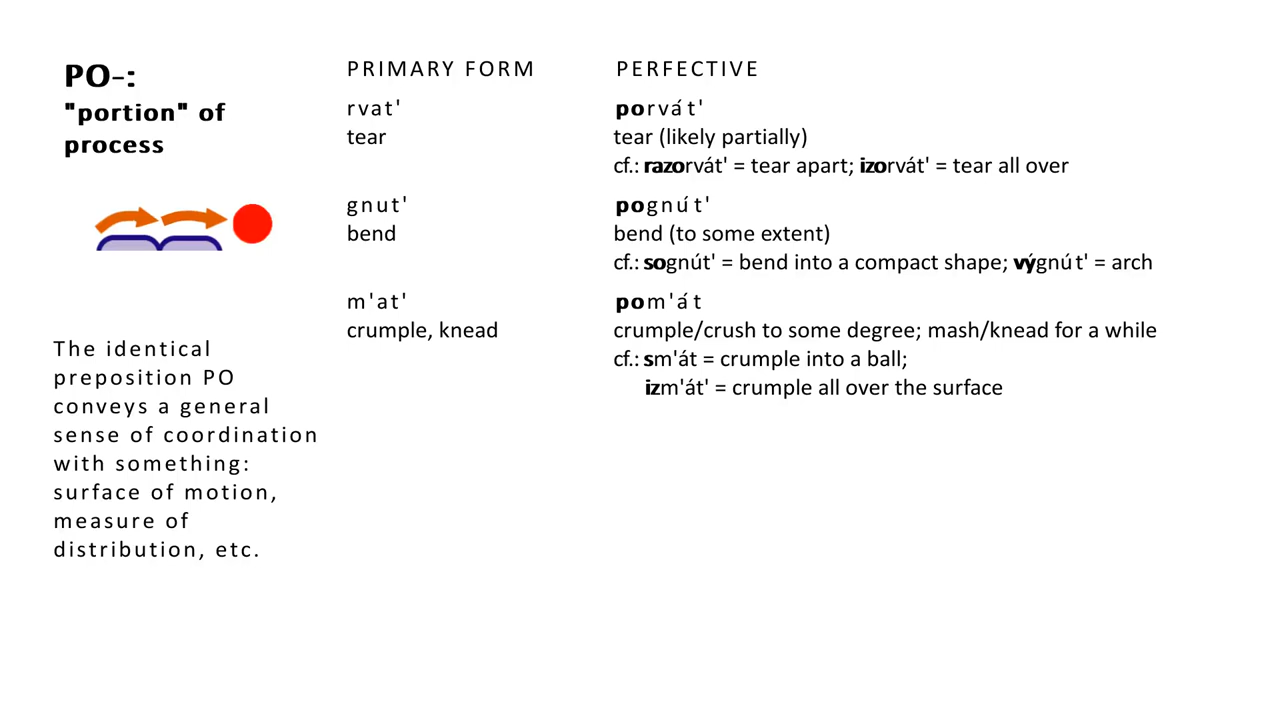 PO-:
"portion" of
process
The identical
preposition PO
conveys a general
sense of coordination
with something:
surface of motion,
measure of
distribution, etc.
PRIMARY FORM
PERFECTIVE
rvat'
porvát'
tear
tear (likely partially)
cf.: razorvát' = tear apart; izorvát' = tear all over
gnut'
pognút'
bend
bend (to some extent)
cf.: sognút' = bend into a compact shape; výgnút' = arch
m'at'
pom'át
crumple, knead
crumple/crush to some degree; mash/knead for a while
cf.: sm'át = crumple into a ball;
izm'át' = crumple all over the surface